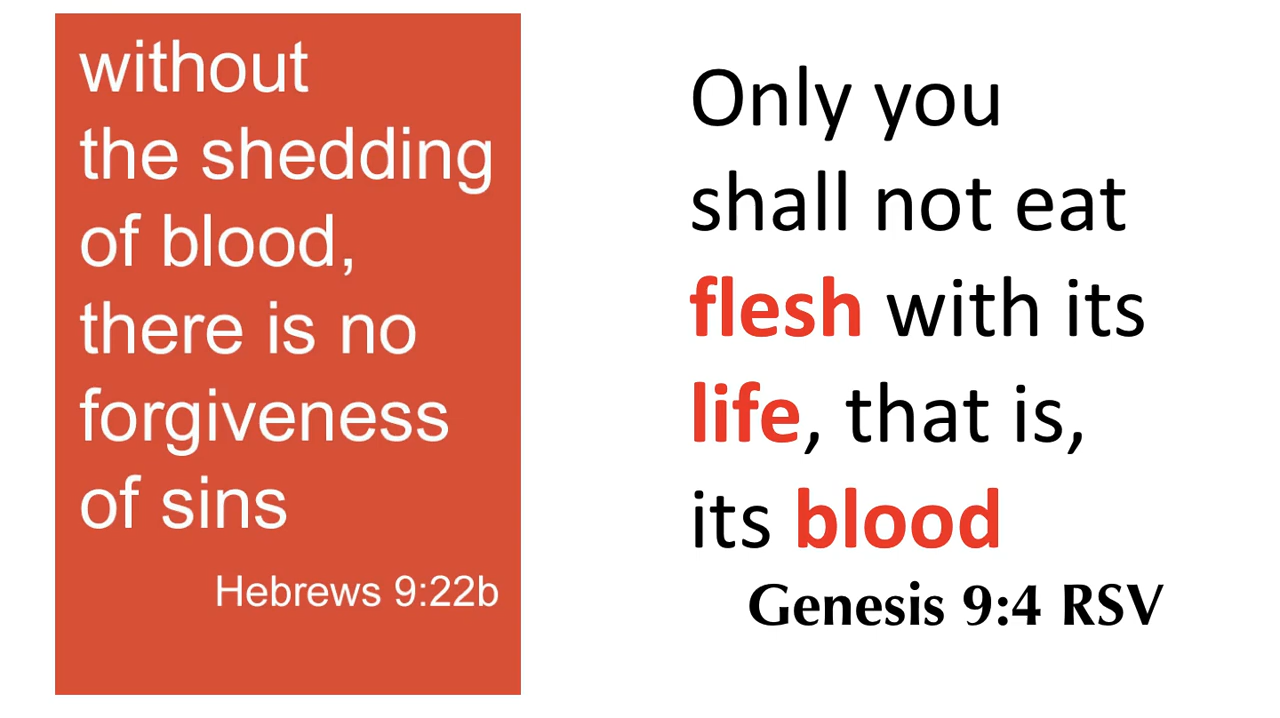 without
the shedding
of blood,
there is no
forgiveness
of sins
Hebrews 9:22b
Only you
shall not eat
flesh with its
life, that is,
its blood
Genesis 9:4 RSV